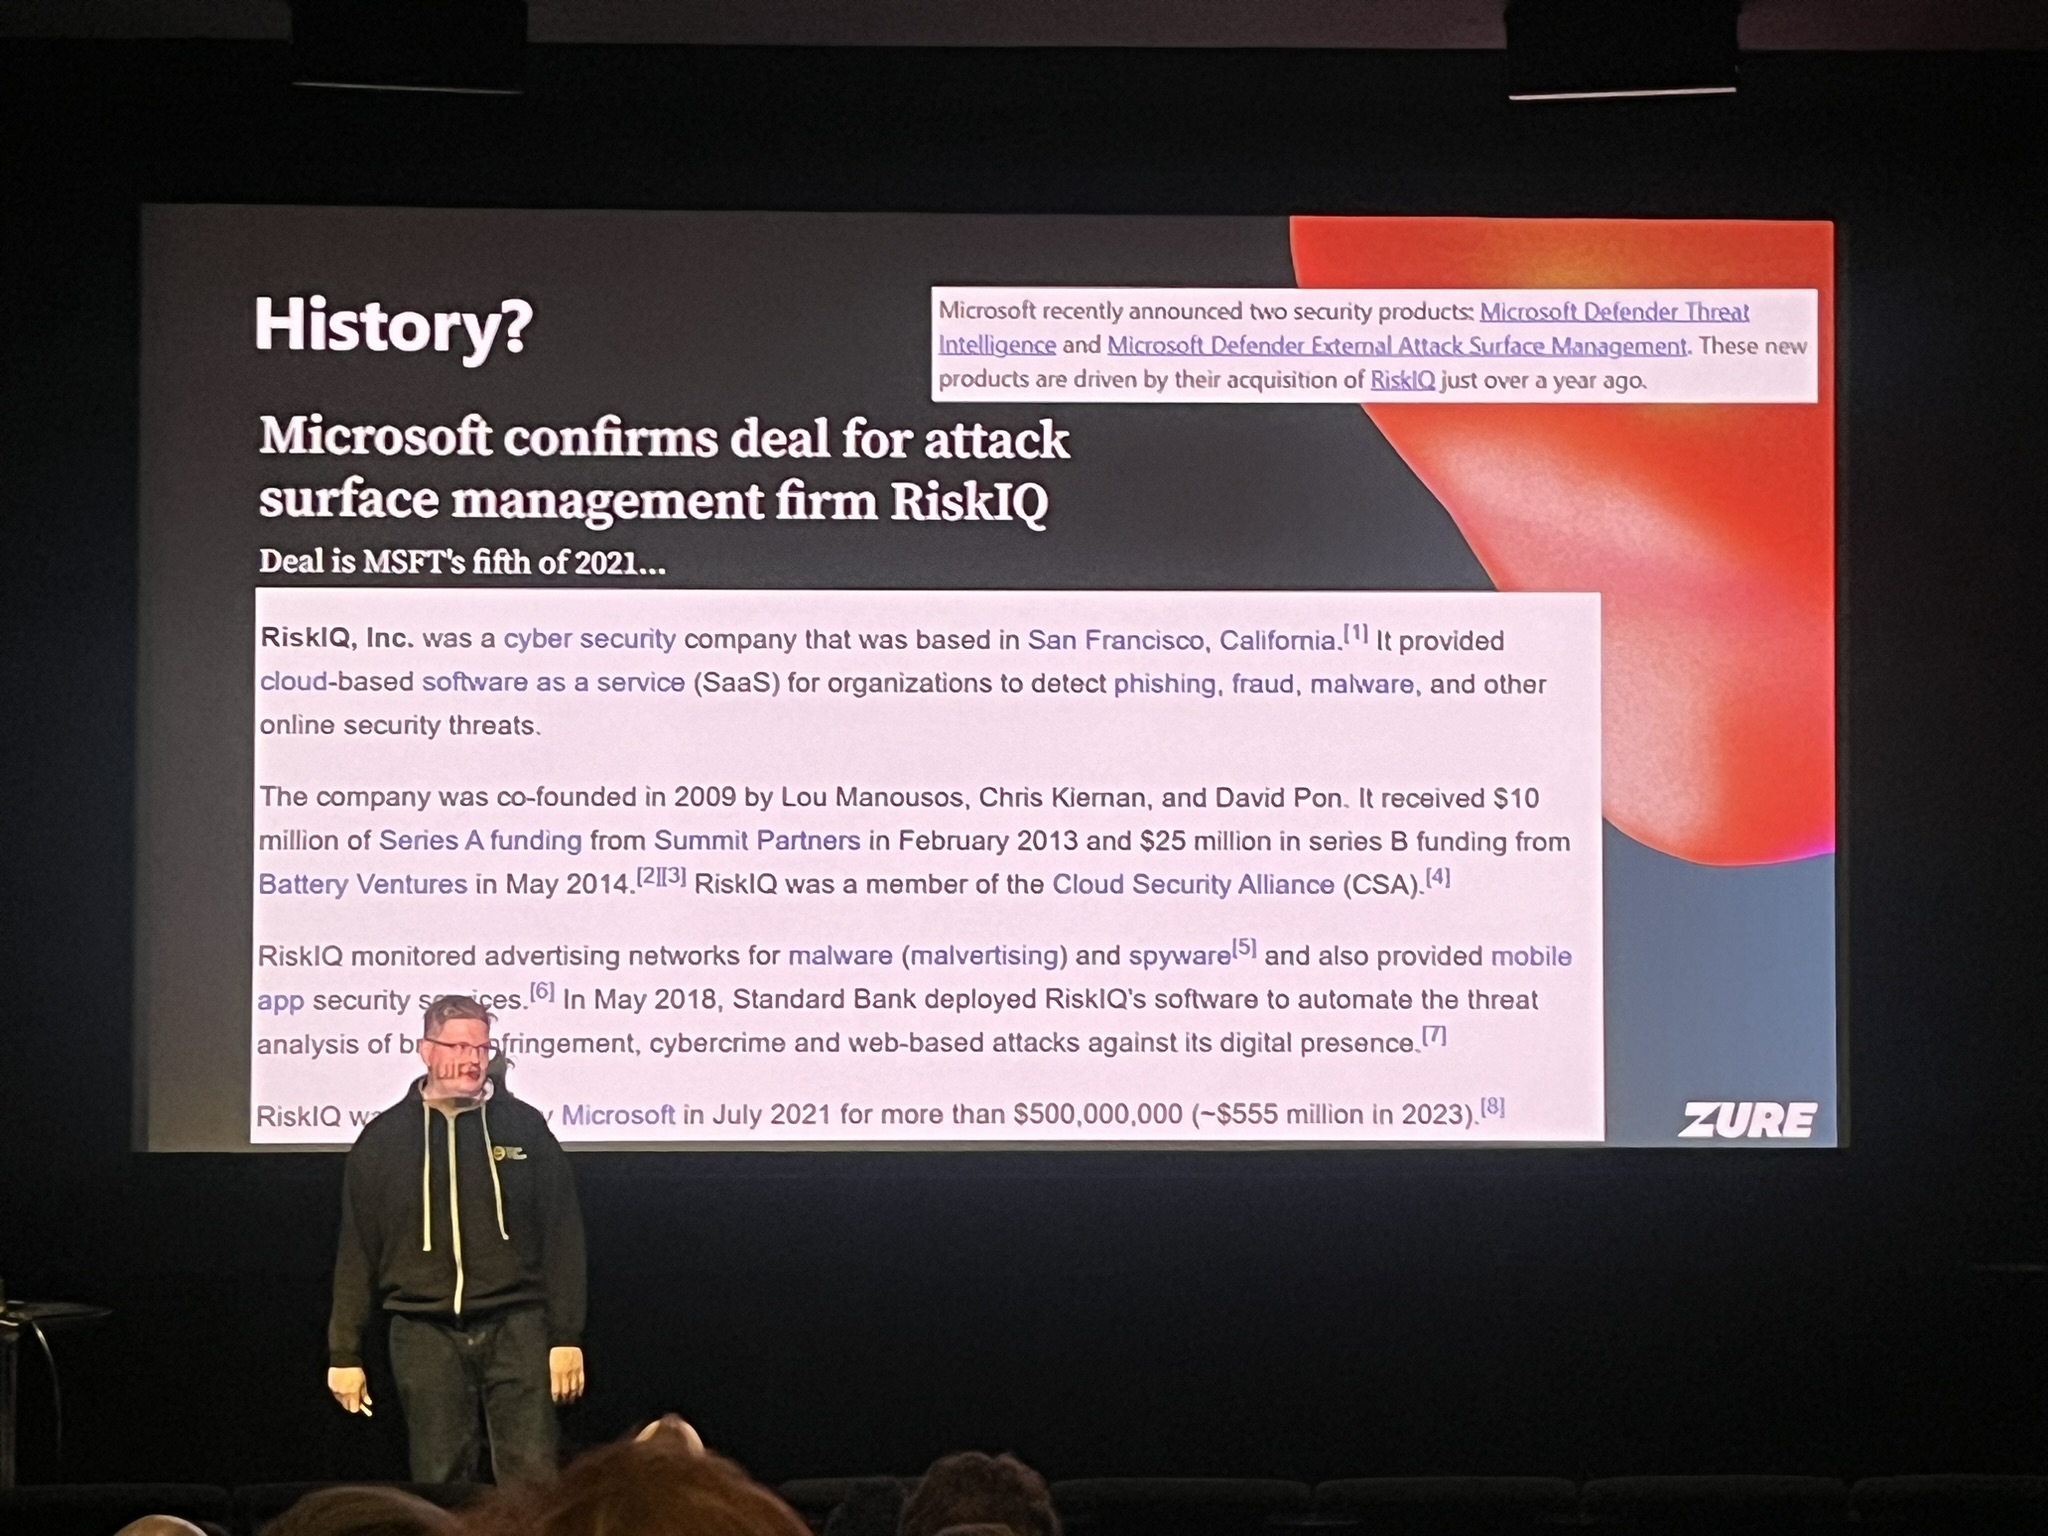 History?
Microsoft recently announced two security products: Microsoft Defender Threat
Intelligence and Microsoft Defender External Attack Surface Management. These new
products are driven by their acquisition of RiskIQ just over a year ago.
Microsoft confirms deal for attack
surface management firm RiskIQ
Deal is MSFT's fifth of 2021...
RiskIQ, Inc. was a cyber security company that was based in San Francisco, California.[1] It provided
cloud-based software as a service (SaaS) for organizations to detect phishing, fraud, malware, and other
online security threats.
The company was co-founded in 2009 by Lou Manousos, Chris Kiernan, and David Pon. It received $10
million of Series A funding from Summit Partners in February 2013 and $25 million in series B funding from
Battery Ventures in May 2014.[2][3] RiskIQ was a member of the Cloud Security Alliance (CSA).[4]
RiskIQ monitored advertising networks for malware (malvertising) and spyware[5] and also provided mobile
app security services.[6] In May 2018, Standard Bank deployed RiskIQ's software to automate the threat
analysis of fringement, cybercrime and web-based attacks against its digital presence.[7]
RiskIQ Microsoft in July 2021 for more than $500,000,000 (~$555 million in 2023).[8]
ZURE